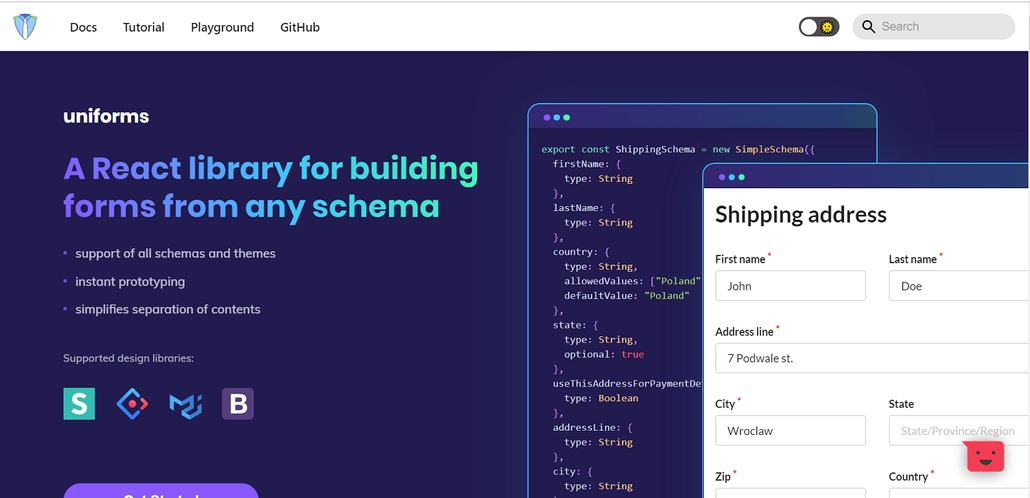 Docs Tutorial Playground GitHub Search
uniforms
A React library for building
forms from any schema
support of all schemas and themes
instant prototyping
simplifies separation of contents
Supported design libraries:
S B
export const ShippingSchema = new SimpleSchema({
firstName: {
type: String
},
lastName: {
type: String
},
country: {
type: String,
allowedValues: ["Poland"
defaultValue: "Poland"
},
state: {
type: String,
optional: true
},
useThisAddressForPaymentDe
type: Boolean
},
addressLine: {
type: String
},
city: {
type: String
Shipping address
First name * Last name *
John Doe
Address line *
7 Podwale st.
City * State
Wroclaw State/Province/Region
Zip * Country *